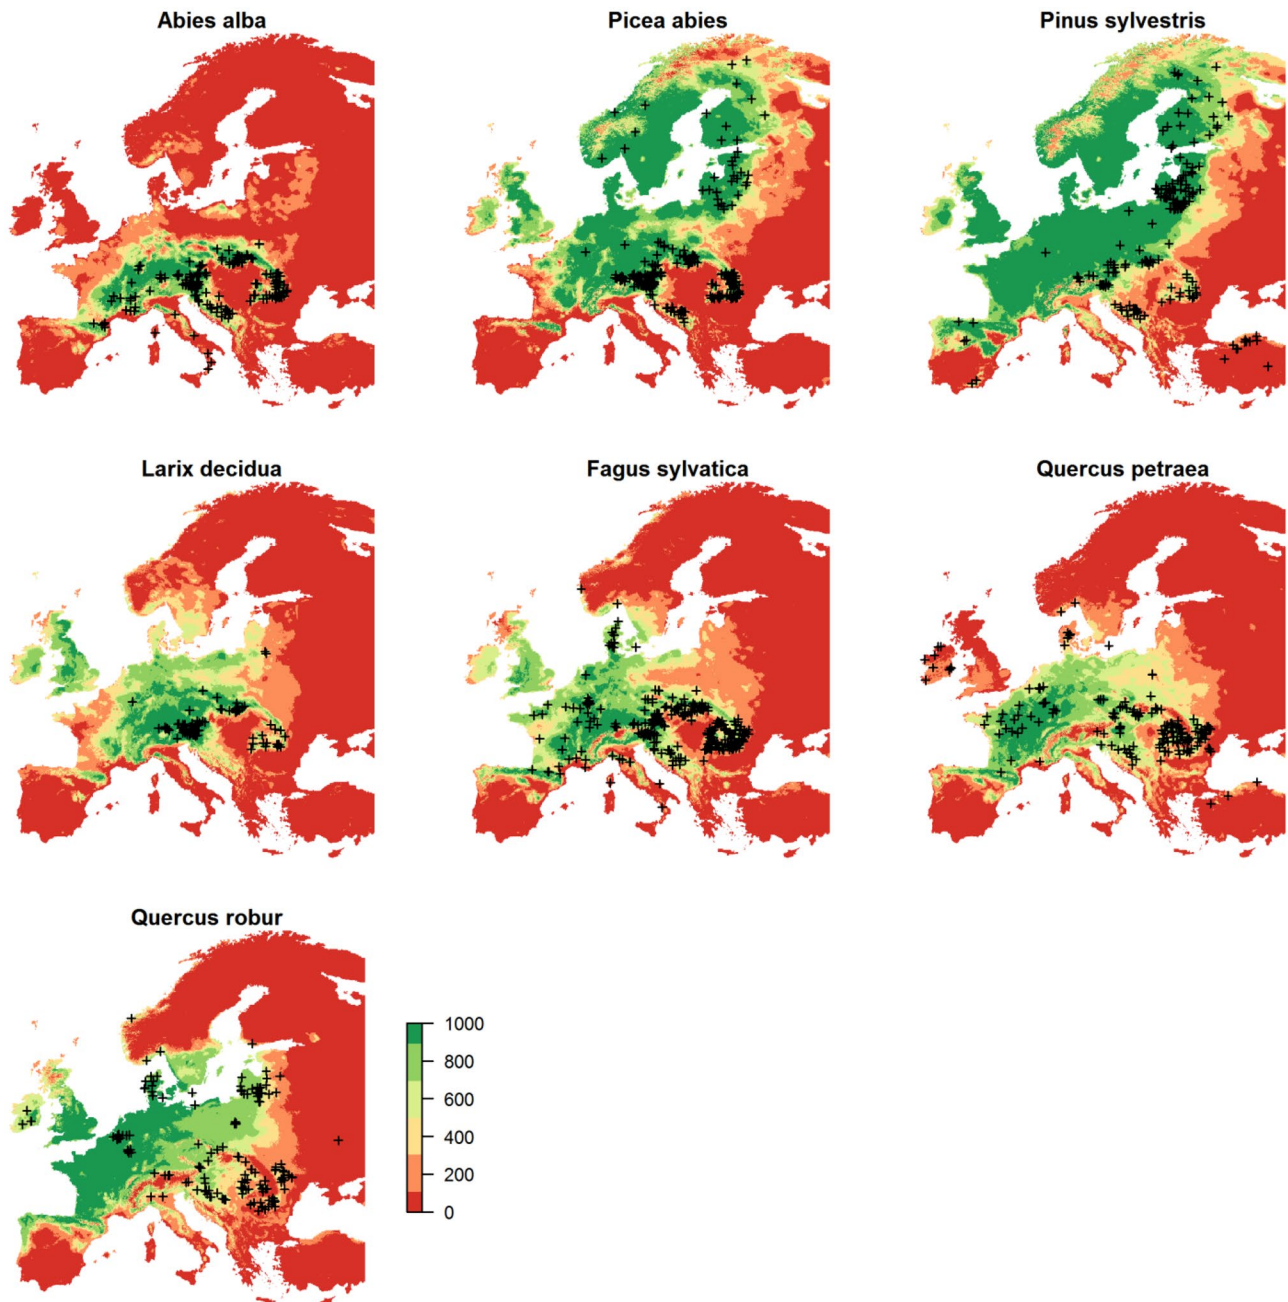 Abies alba
Picea abies
Pinus sylvestris
Larix decidua
Fagus sylvatica
Quercus petraea
Quercus robur
1000
800
600
400
200
0